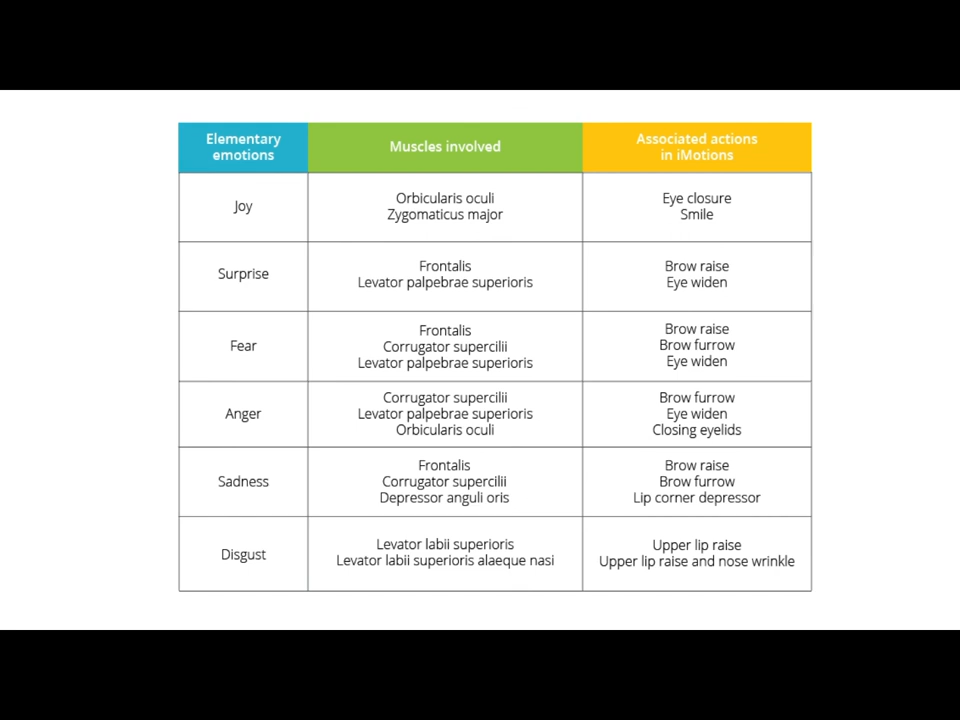 Elementary
emotions
Muscles involved
Associated actions
in iMotions
Joy
Orbicularis oculi
Zygomaticus major
Eye closure
Smile
Surprise
Frontalis
Levator palpebrae superioris
Brow raise
Eye widen
Fear
Frontalis
Corrugator supercilii
Levator palpebrae superioris
Brow raise
Brow furrow
Eye widen
Anger
Corrugator supercilii
Levator palpebrae superioris
Orbicularis oculi
Brow furrow
Eye widen
Closing eyelids
Sadness
Frontalis
Corrugator supercilii
Depressor anguli oris
Brow raise
Brow furrow
Lip corner depressor
Disgust
Levator labii superioris
Levator labii superioris alaeque nasi
Upper lip raise
Upper lip raise and nose wrinkle